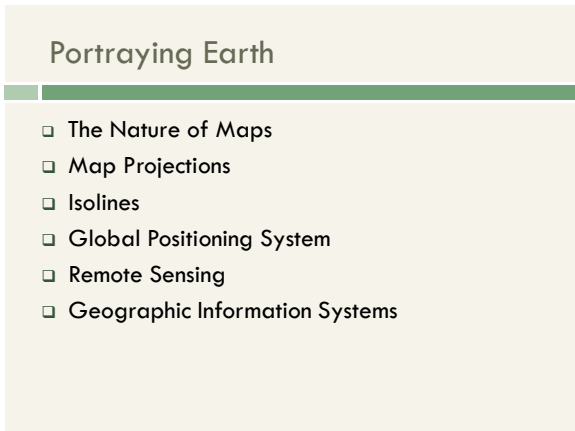 Portraying Earth
The Nature of Maps
Map Projections
Isolines
Global Positioning System
Remote Sensing
Geographic Information Systems